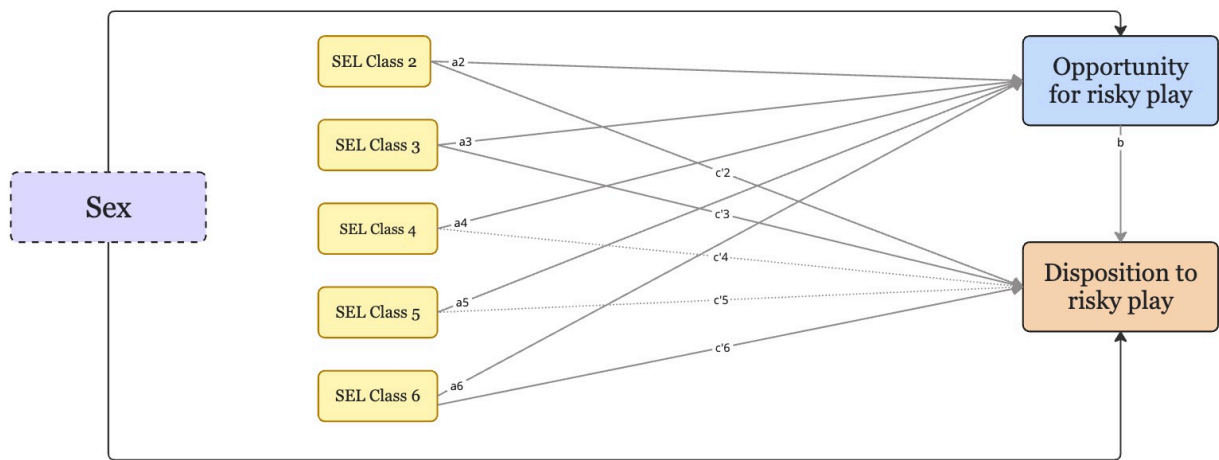 SEL Class 2
a2
Opportunity
for risky play
SEL Class 3
a3
b
c'2
Sex
SEL Class 4
a4
c'3
c'4
Disposition to
risky play
SEL Class 5
a5
c'5
c'6
SEL Class 6
a6